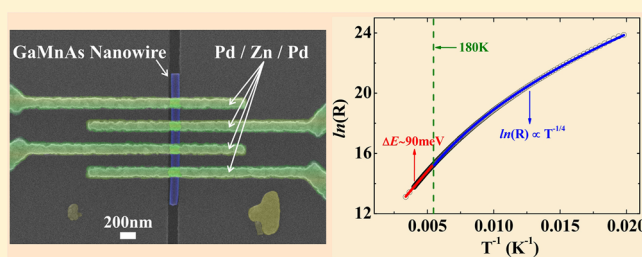 GaMnAs Nanowire
Pd / Zn / Pd
200nm
24
20
16
12
ln(R)
180K
ΔE~90meV
ln(R) ∝ T^-1/4
0.005
0.010
0.015
0.020
T^-1 (K^-1)